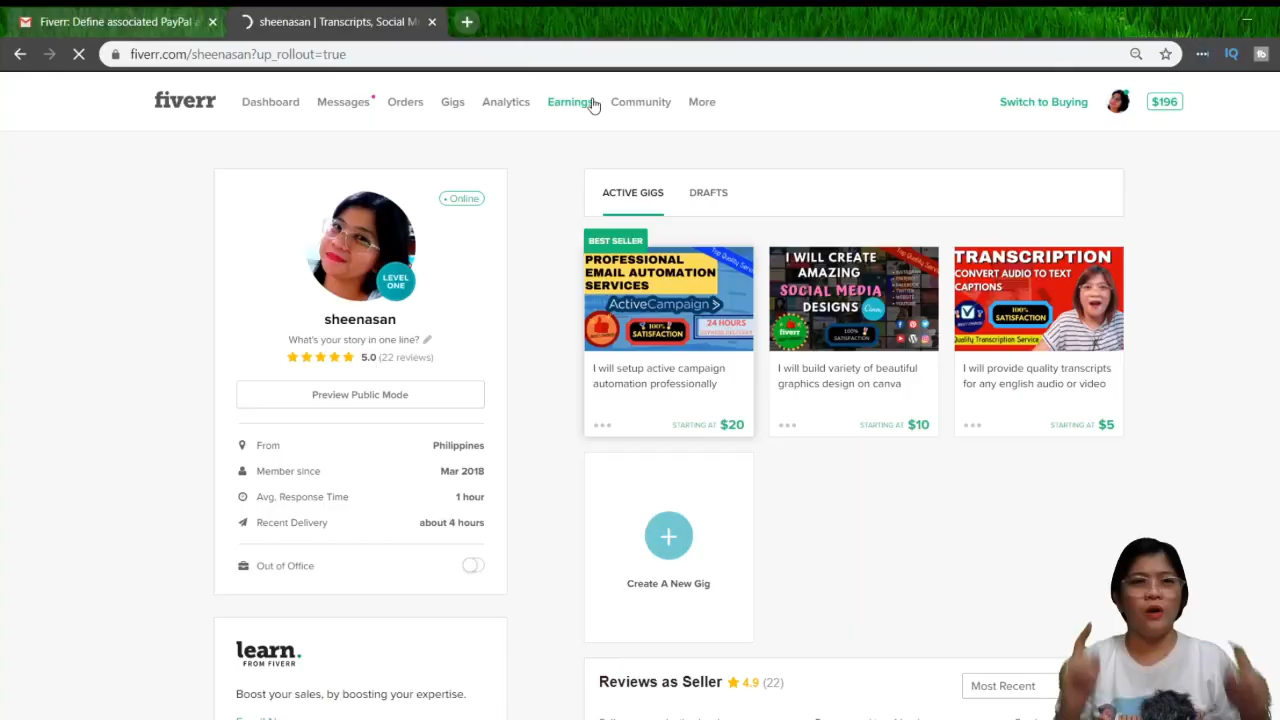 Fiverr: Define associated PayPal
sheenasan | Transcripts, Social M
fiverr.com/sheenasan?up_rollout=true
fiverr
Dashboard
Messages
Orders
Gigs
Analytics
Earnings
Community
More
Switch to Buying
$196
• Online
LEVEL
ONE
sheenasan
What's your story in one line?
5.0 (22 reviews)
Preview Public Mode
From Philippines
Member since Mar 2018
Avg. Response Time 1 hour
Recent Delivery about 4 hours
Out of Office
learn.
FROM FIVERR
Boost your sales, by boosting your expertise.
ACTIVE GIGS
DRAFTS
BEST SELLER
PROFESSIONAL
EMAIL AUTOMATION
SERVICES
Top Quality Service
ActiveCampaign >
100%
SATISFACTION
24 HOURS
I will setup active campaign
automation professionally
STARTING AT $20
I WILL CREATE
AMAZING
SOCIAL MEDIA
DESIGNS
Canva
fiverr
100%
SATISFACTION
I will build variety of beautiful
graphics design on canva
STARTING AT $10
TRANSCRIPTION
CONVERT AUDIO TO TEXT
CAPTIONS
100%
SATISFACTION
Quality Transcription Service
I will provide quality transcripts
for any english audio or video
STARTING AT $5
Create A New Gig
Reviews as Seller 4.9 (22)
Most Recent